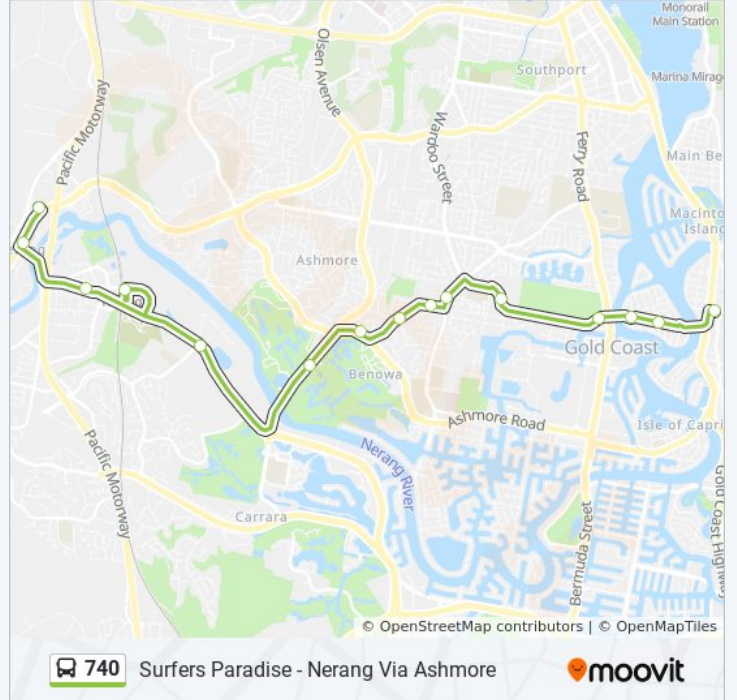 Monorail
Main Station
Olsen Avenue
Southport
Marina Mirag
Pacific Motorway
Wardoo Street
Ferry Road
Main Be
Macinto
Island
Ashmore
Gold Coast
Benowa
Ashmore Road
Isle of Capri
Nerang River
Pacific Motorway
Gold Coast Highway
Carrara
Bermuda Street
© OpenStreetMap contributors | © OpenMapTiles
740 Surfers Paradise - Nerang Via Ashmore
moovit